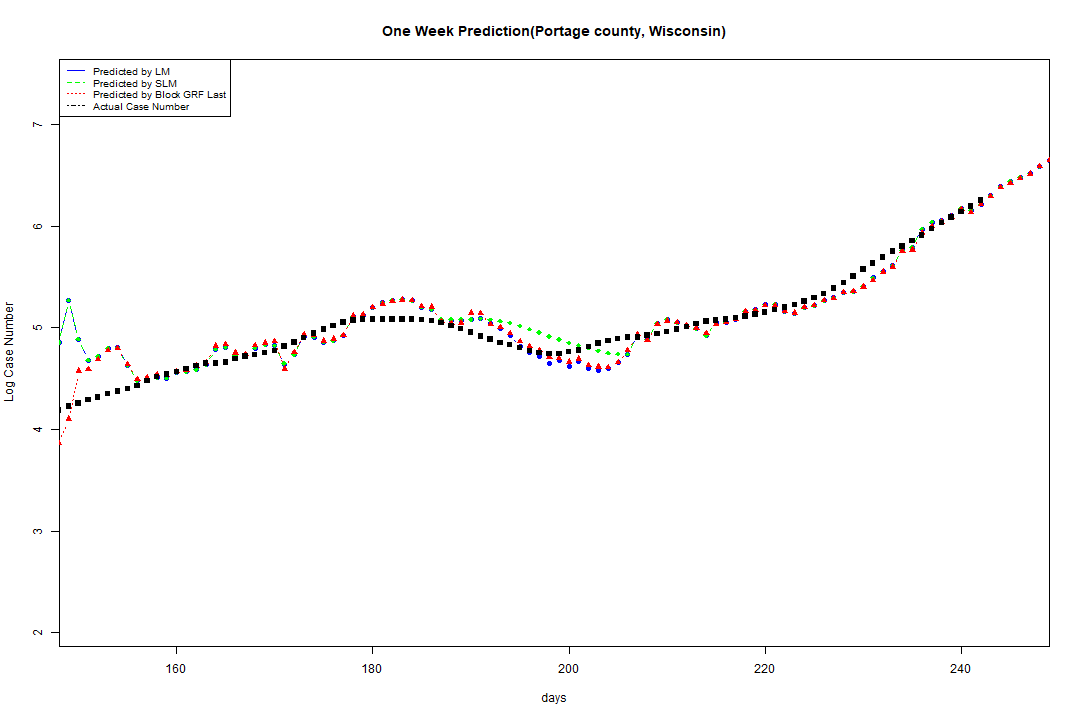 One Week Prediction(Portage county, Wisconsin)
Predicted by LM
Predicted by SLM
Predicted by Block GRF Last
Actual Case Number
Log Case Number
7
6
5
4
3
2
160 180 200 220 240
days